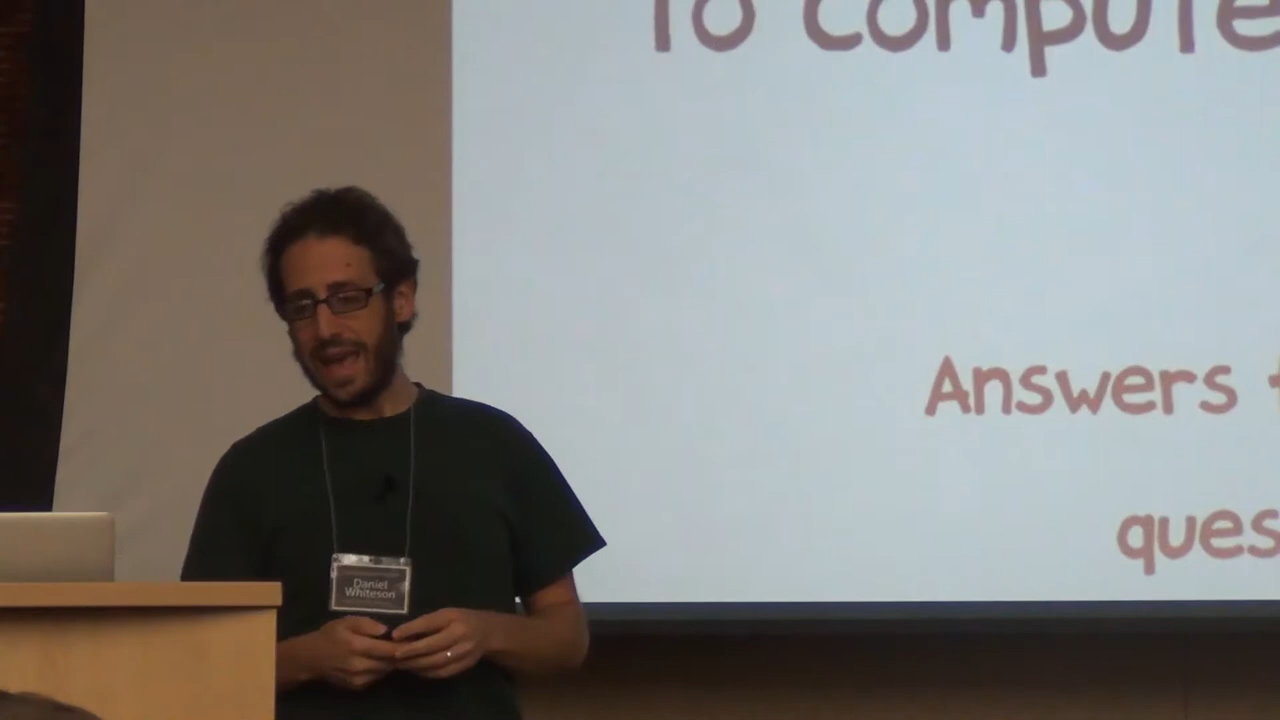 To compute
Answers
ques
Daniel
Whiteson